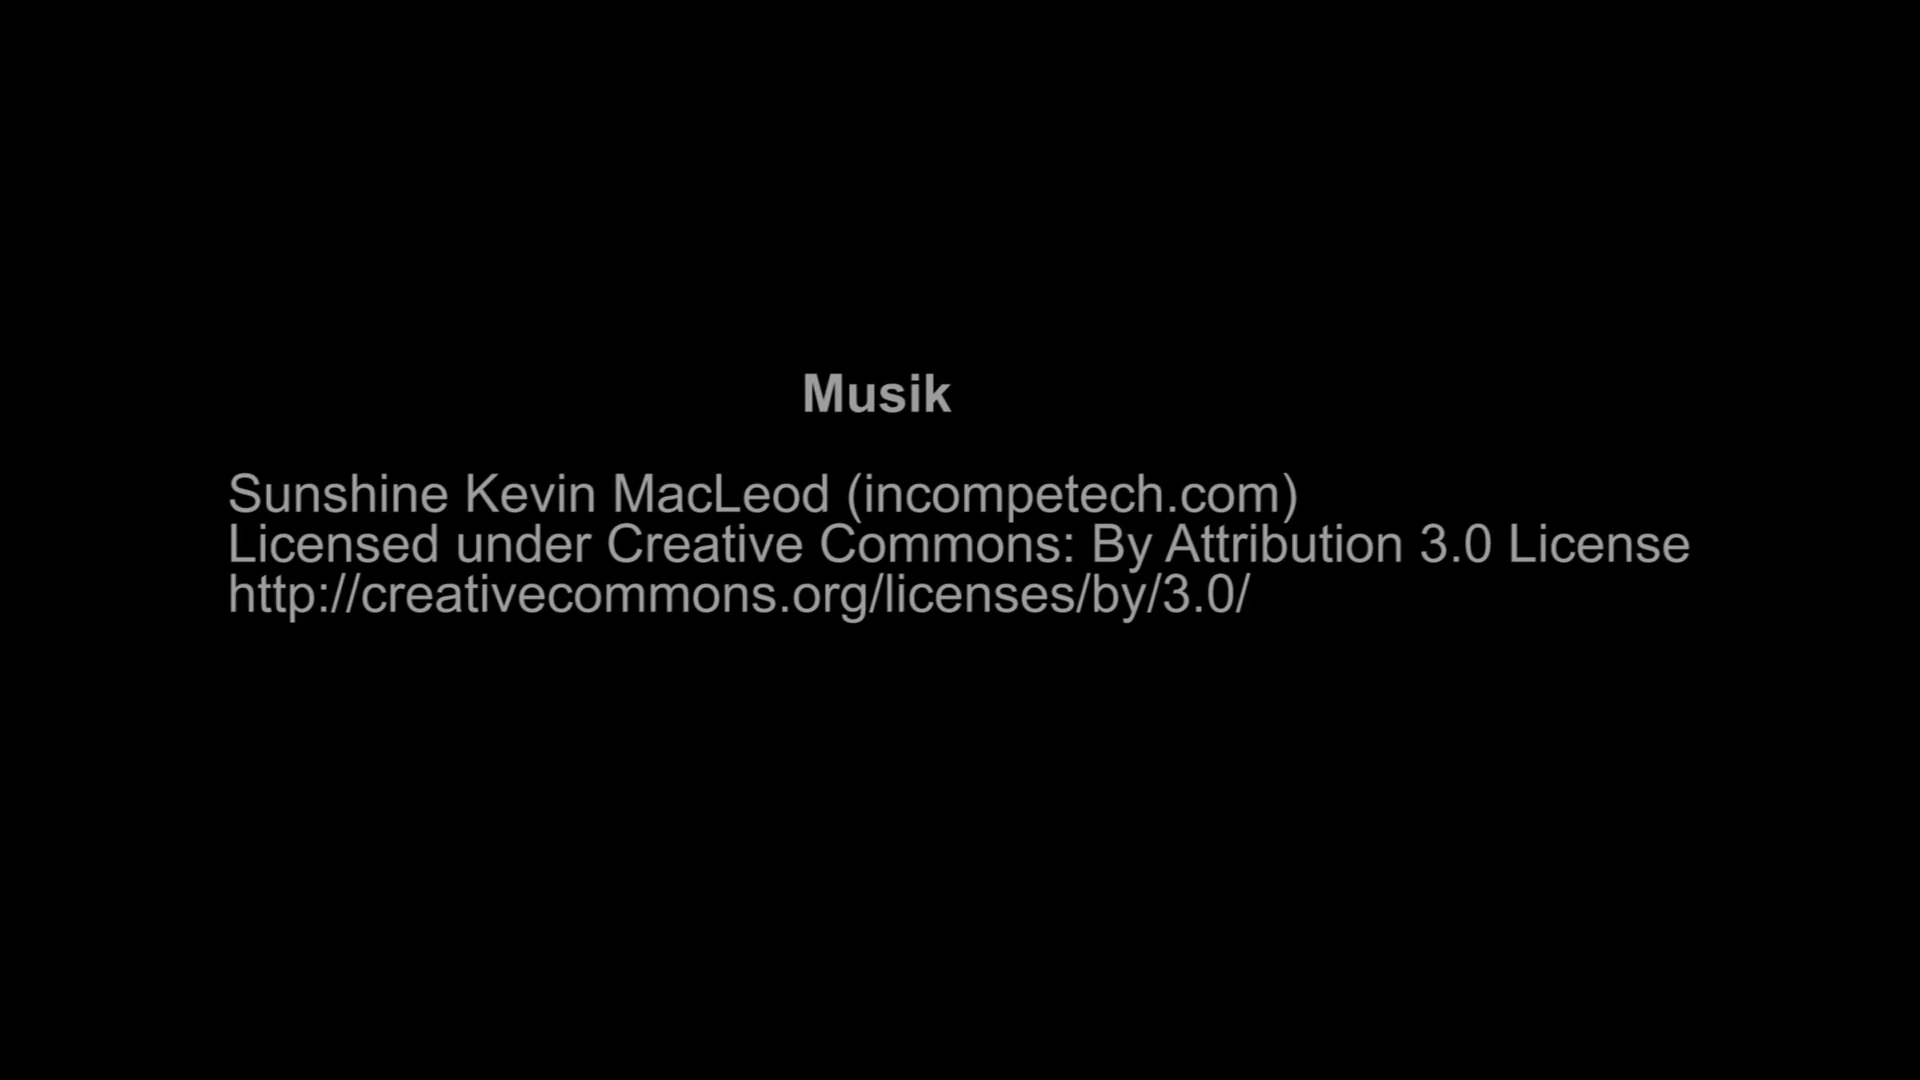 Musik
Sunshine Kevin MacLeod (incompetech.com)
Licensed under Creative Commons: By Attribution 3.0 License
http://creativecommons.org/licenses/by/3.0/